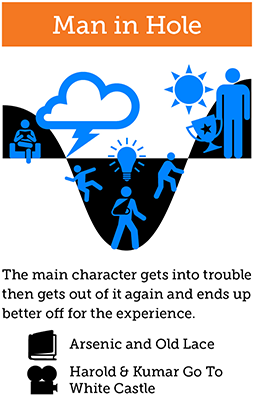 Man in Hole
The main character gets into trouble
then gets out of it again and ends up
better off for the experience.
Arsenic and Old Lace
Harold & Kumar Go To
White Castle